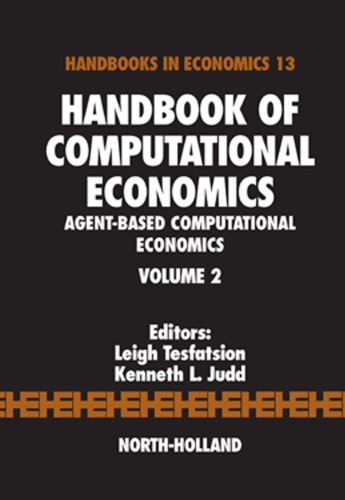 HANDBOOKS IN ECONOMICS 13
HANDBOOK OF
COMPUTATIONAL
ECONOMICS
AGENT-BASED COMPUTATIONAL
ECONOMICS
VOLUME 2
Editors:
Leigh Tesfatsion
Kenneth L. Judd
NORTH-HOLLAND